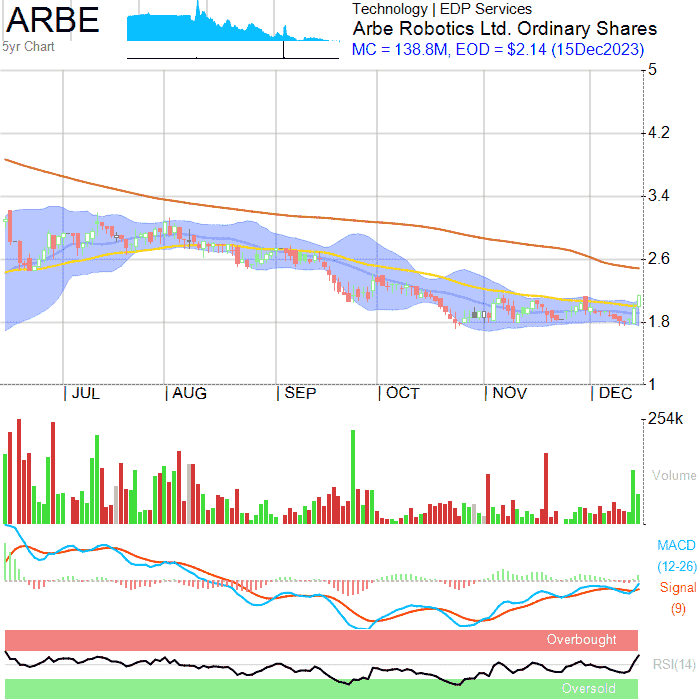 ARBE
5yr Chart
Technology | EDP Services
Arbe Robotics Ltd. Ordinary Shares
MC = 138.8M, EOD = $2.14 (15Dec2023)
5
4.2
3.4
2.6
1.8
1
| JUL | AUG | SEP | OCT | NOV | DEC
254k
Volume
MACD
(12-26)
Signal
(9)
Overbought
RSI(14)
Oversold